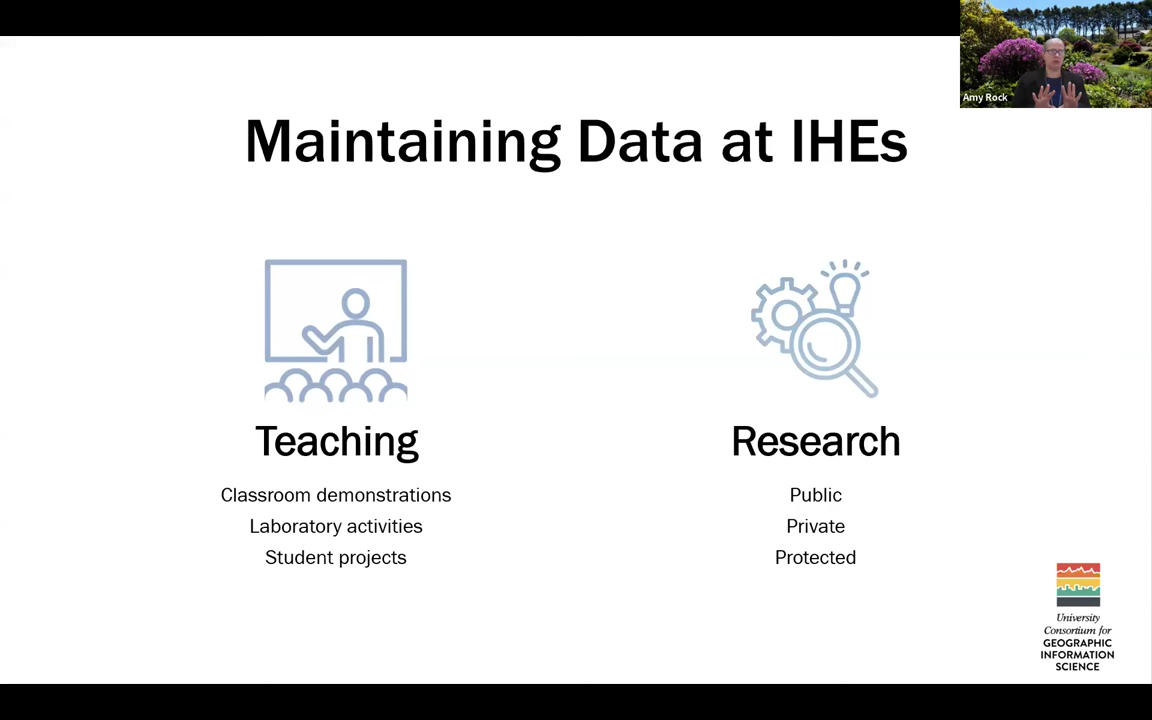 Amy Rock
Maintaining Data at IHEs
Teaching
Classroom demonstrations
Laboratory activities
Student projects
Research
Public
Private
Protected
University
Consortium for
GEOGRAPHIC
INFORMATION
SCIENCE